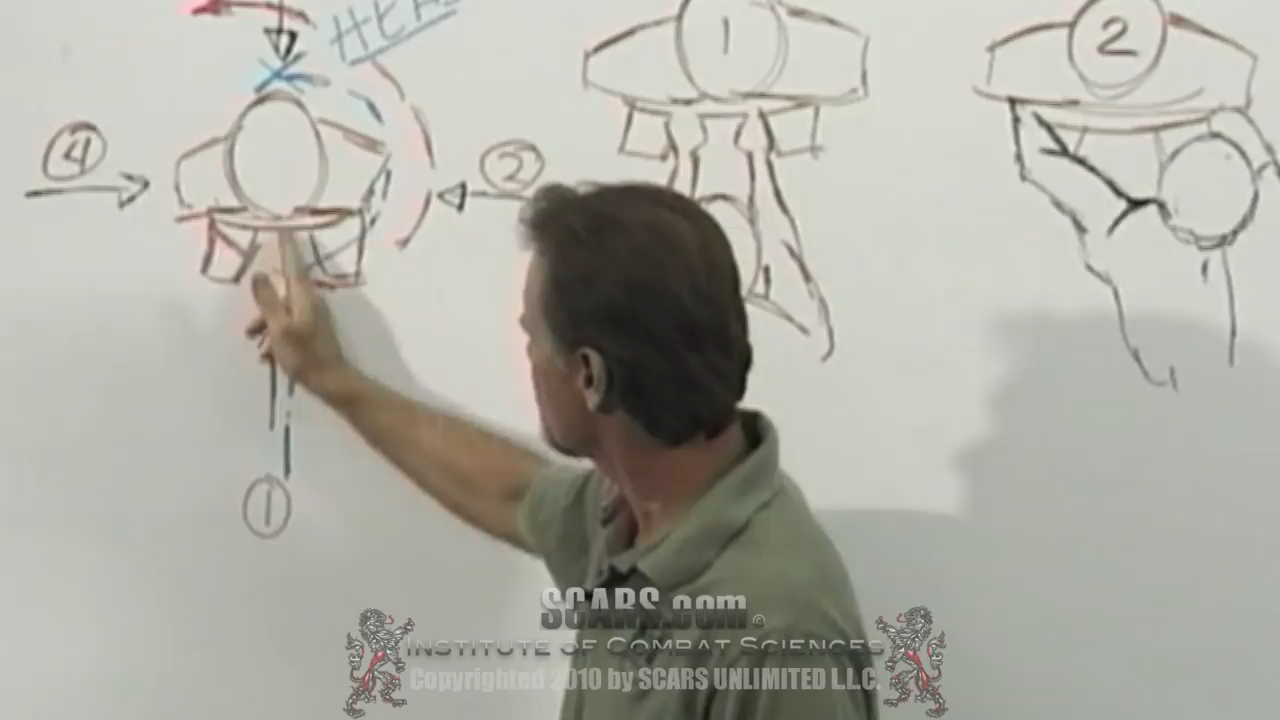 1
2
4
2
1
SCARS.com©
INSTITUTE OF COMBAT SCIENCES
Copyrighted 2010 by SCARS UNLIMITED L.L.C.